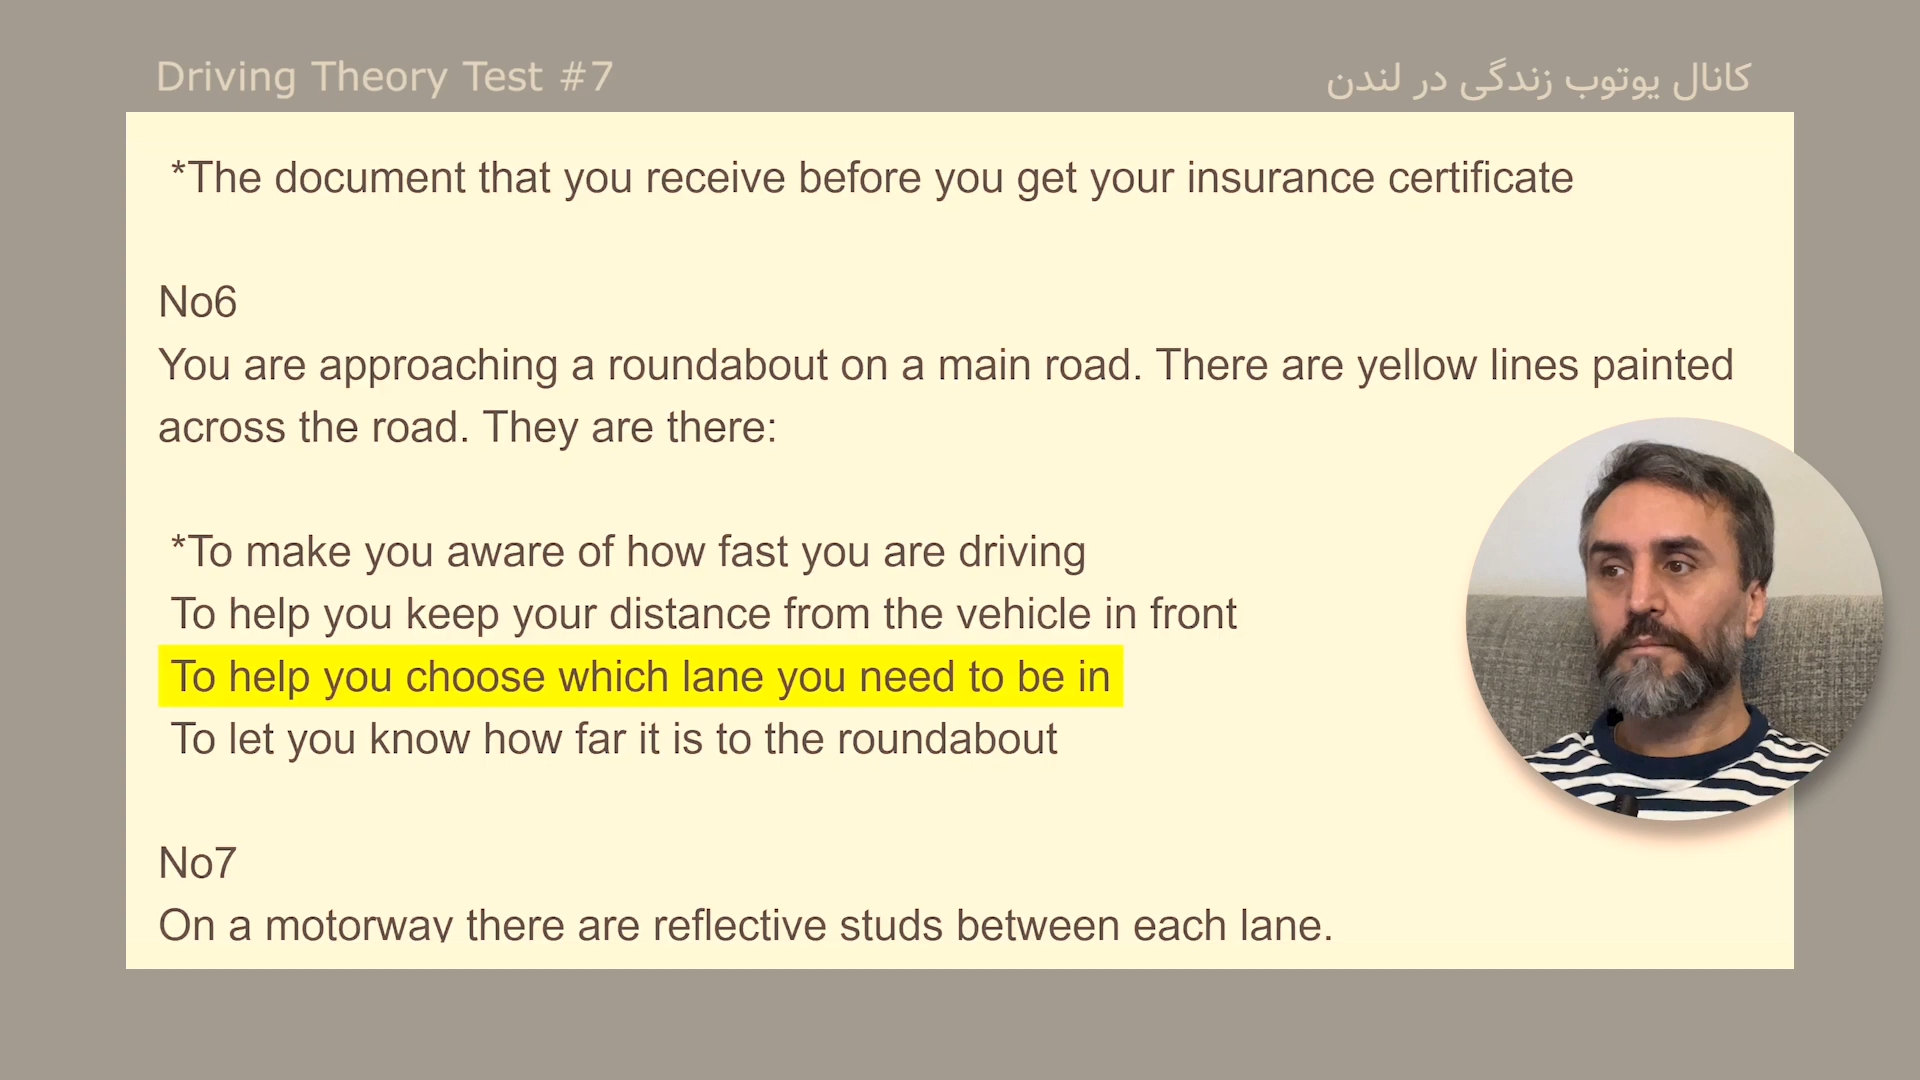 Driving Theory Test #7
کانال یوتوب زندگی در لندن
*The document that you receive before you get your insurance certificate
No6
You are approaching a roundabout on a main road. There are yellow lines painted
across the road. They are there:
*To make you aware of how fast you are driving
To help you keep your distance from the vehicle in front
To help you choose which lane you need to be in
To let you know how far it is to the roundabout
No7
On a motorway there are reflective studs between each lane.